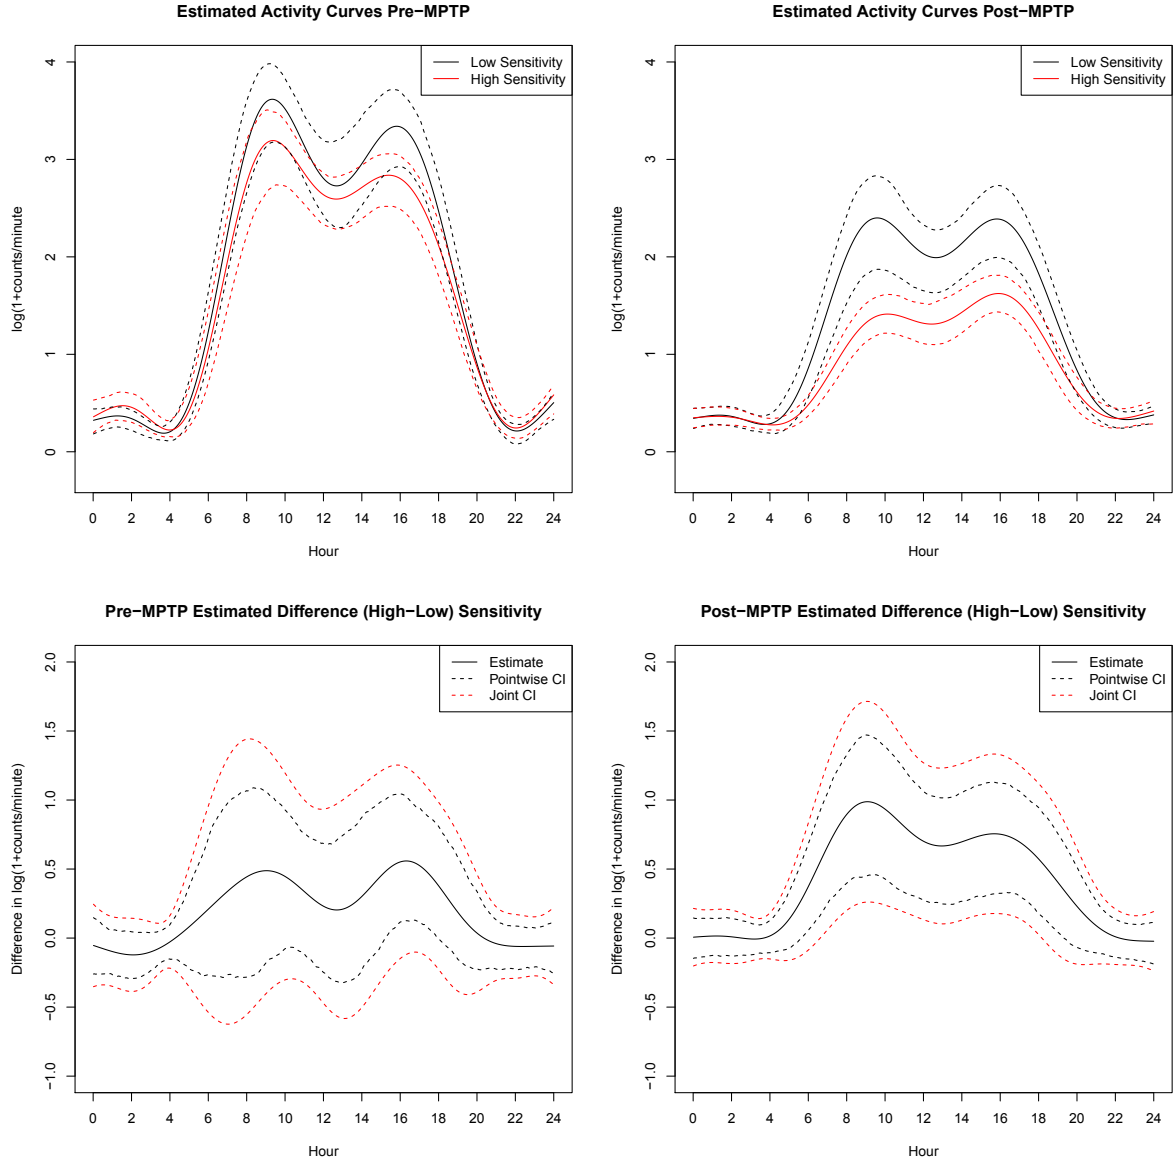 Estimated Activity Curves Pre−MPTP
log(1+counts/minute)
4
3
2
1
0
Low Sensitivity
High Sensitivity
0 2 4 6 8 10 12 14 16 18 20 22 24
Hour
Estimated Activity Curves Post−MPTP
log(1+counts/minute)
4
3
2
1
0
Low Sensitivity
High Sensitivity
0 2 4 6 8 10 12 14 16 18 20 22 24
Hour
Pre−MPTP Estimated Difference (High−Low) Sensitivity
Difference in log(1+counts/minute)
2.0
1.5
1.0
0.5
0.0
−0.5
−1.0
Estimate
Pointwise CI
Joint CI
0 2 4 6 8 10 12 14 16 18 20 22 24
Hour
Post−MPTP Estimated Difference (High−Low) Sensitivity
Difference in log(1+counts/minute)
2.0
1.5
1.0
0.5
0.0
−0.5
−1.0
Estimate
Pointwise CI
Joint CI
0 2 4 6 8 10 12 14 16 18 20 22 24
Hour